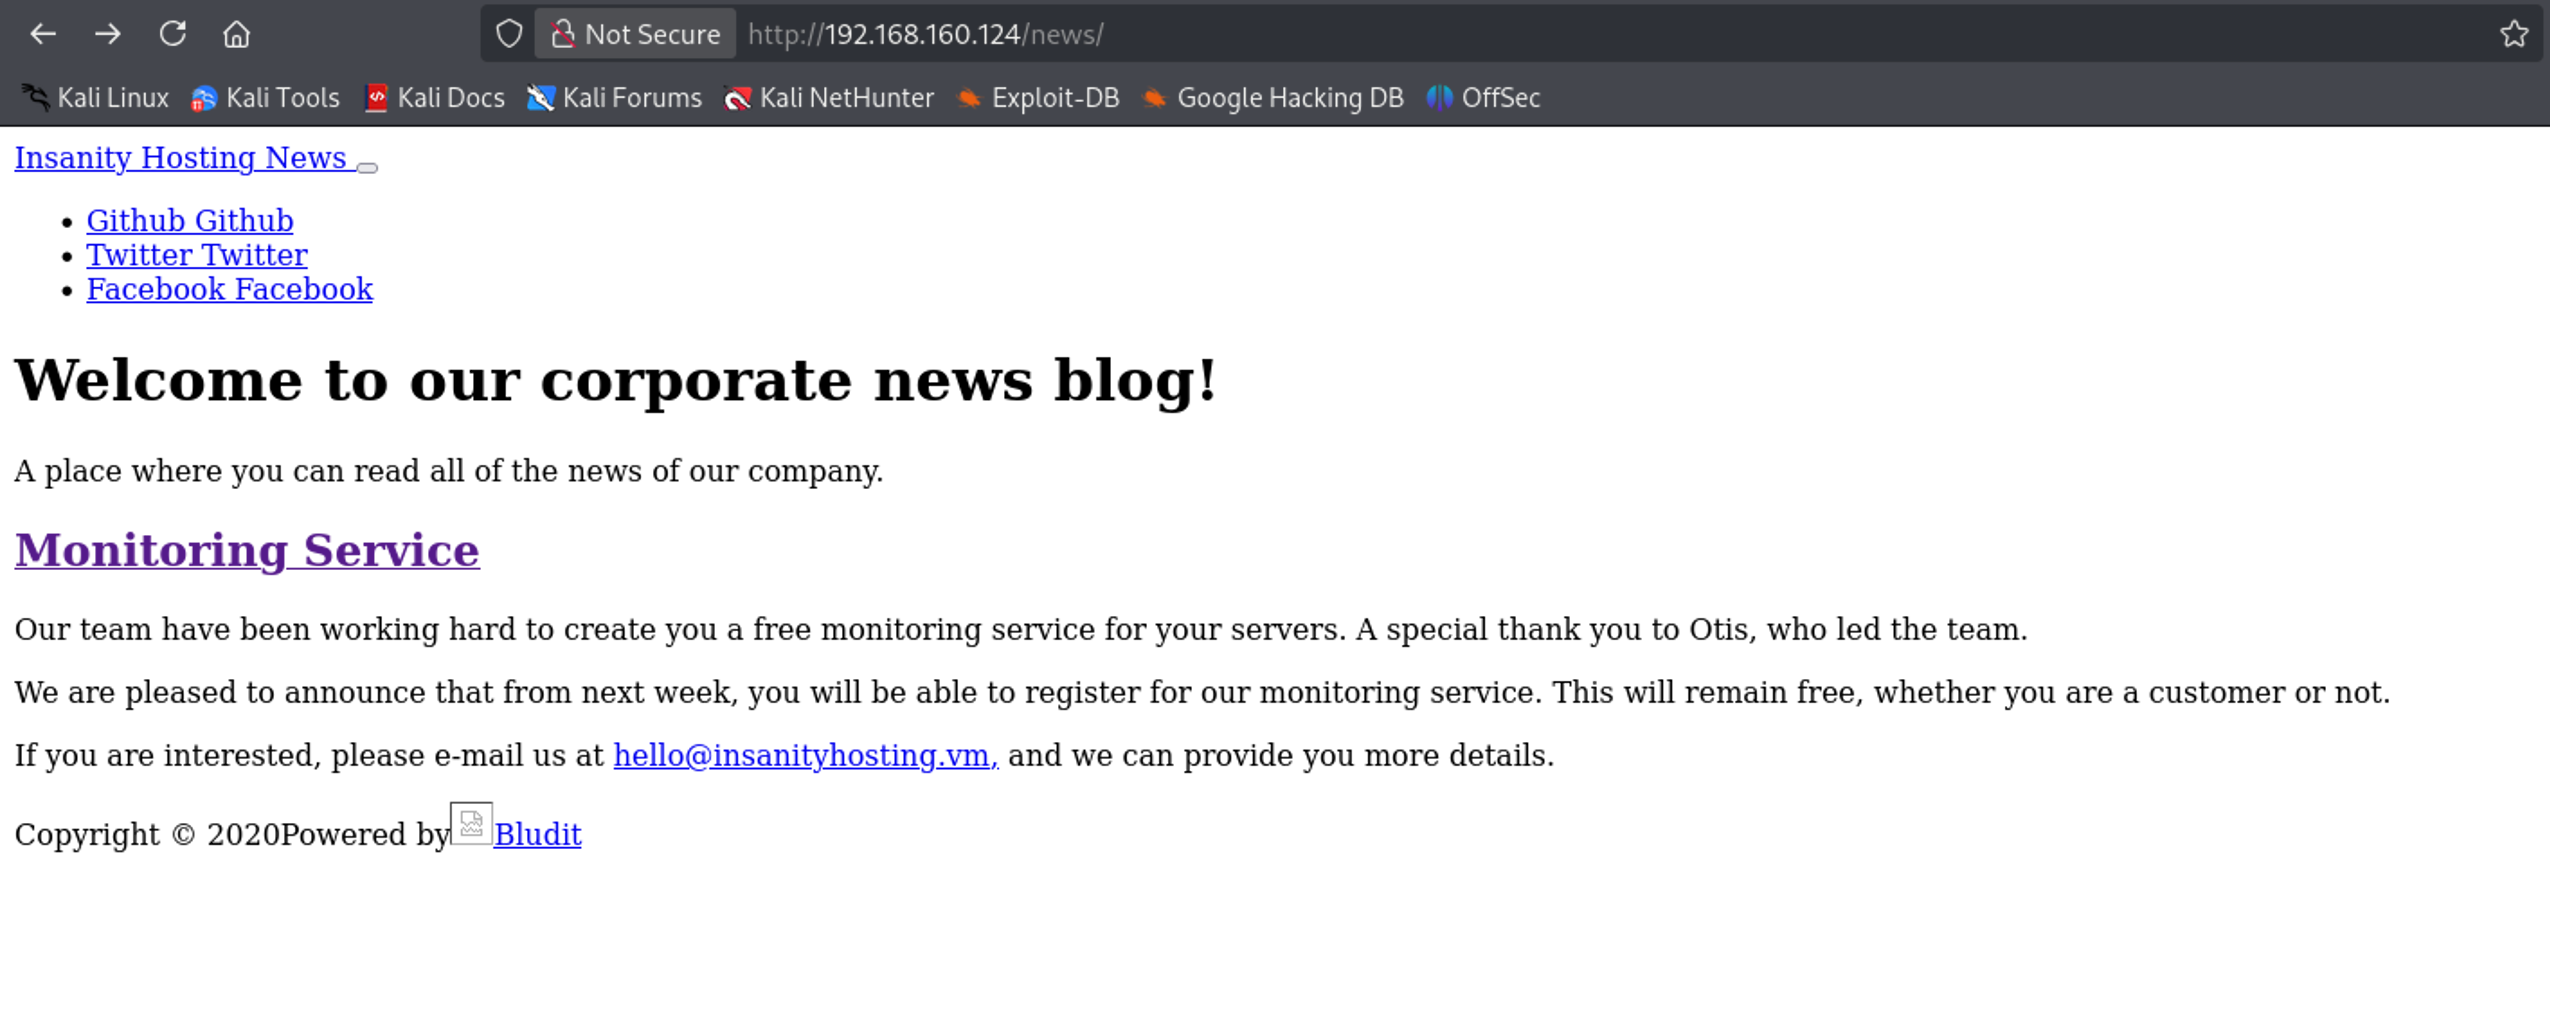 Not Secure http://192.168.160.124/news/
Kali Linux Kali Tools Kali Docs Kali Forums Kali NetHunter Exploit-DB Google Hacking DB OffSec
Insanity Hosting News
Github Github
Twitter Twitter
Facebook Facebook
Welcome to our corporate news blog!
A place where you can read all of the news of our company.
Monitoring Service
Our team have been working hard to create you a free monitoring service for your servers. A special thank you to Otis, who led the team.
We are pleased to announce that from next week, you will be able to register for our monitoring service. This will remain free, whether you are a customer or not.
If you are interested, please e-mail us at hello@insanityhosting.vm, and we can provide you more details.
Copyright © 2020Powered byBludit